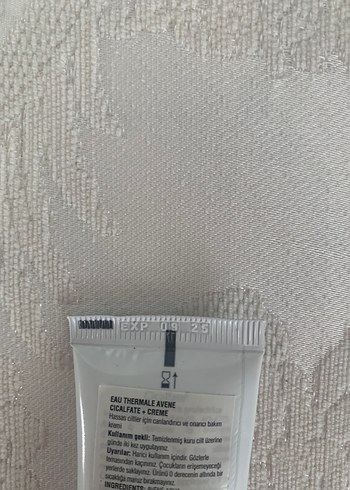 EXP 09 25
EAU THERMALE AVENE
CICALFATE + CREME
Hassas ciltler için canlandırıcı ve onarıcı bakım
kremi
Kullanım şekli: Temizlenmiş kuru cilt üzerine
günde iki kez uygulayınız.
Uyarılar: Harici kullanım içindir. Gözlerle
temasından kaçınınız. Çocukların erişemeyeceği
yerlerde saklayınız. Ürünü 0 derecenin altında bir
sıcaklığa maruz bırakmayınız.
INGREDIENTS: AVENE